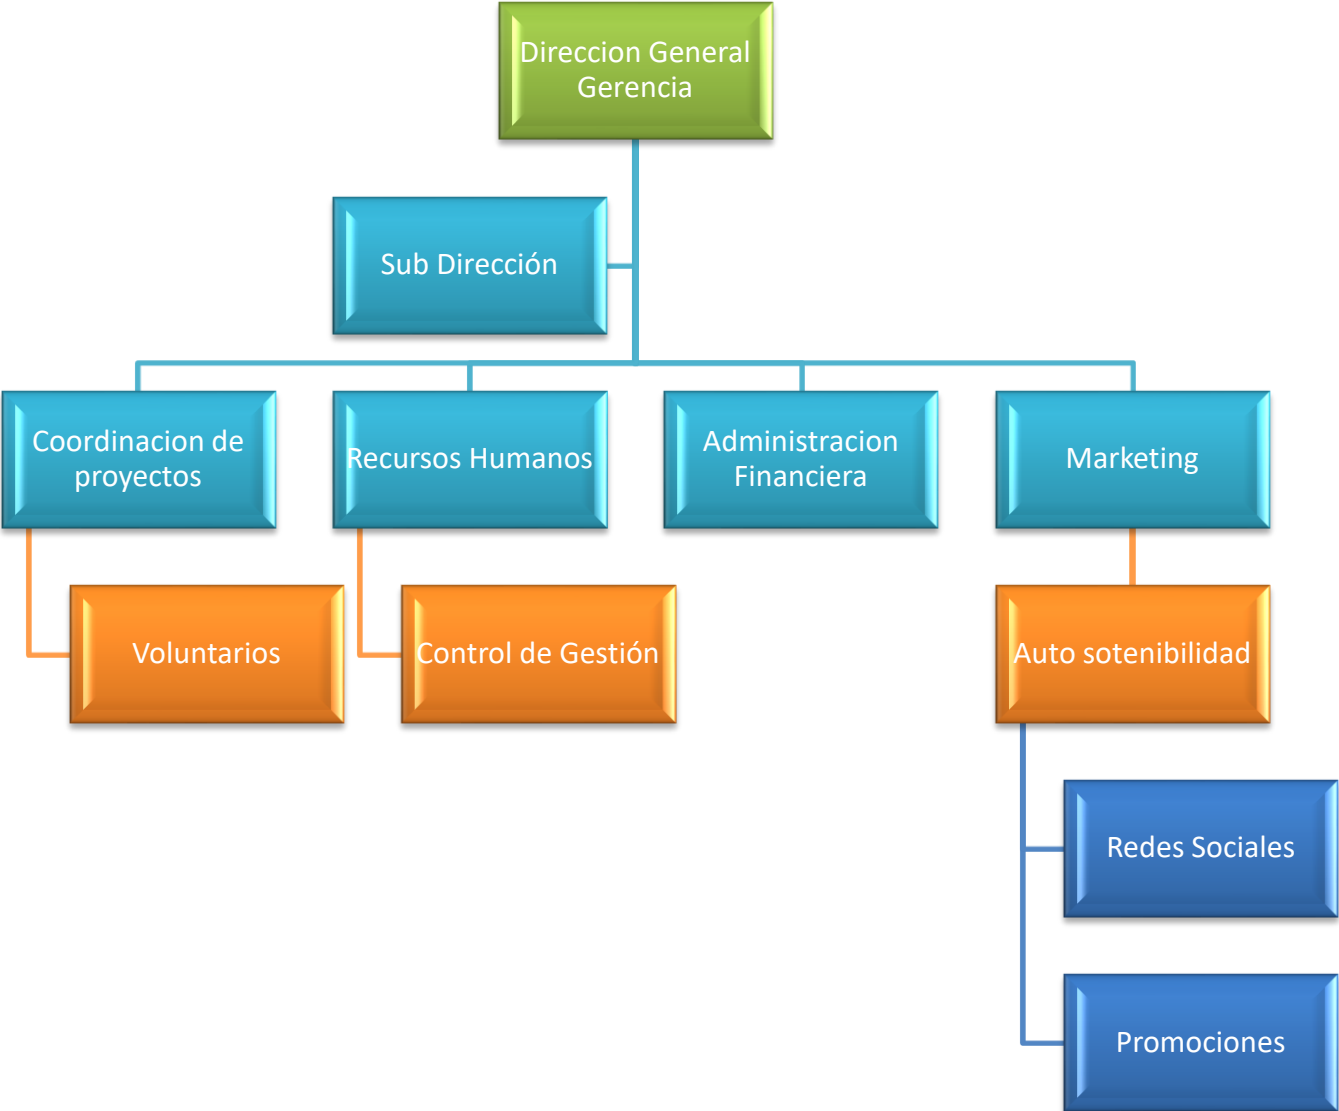 Direccion General
Gerencia
Sub Dirección
Coordinacion de
proyectos
Recursos Humanos
Administracion
Financiera
Marketing
Voluntarios
Control de Gestión
Auto sotenibilidad
Redes Sociales
Promociones